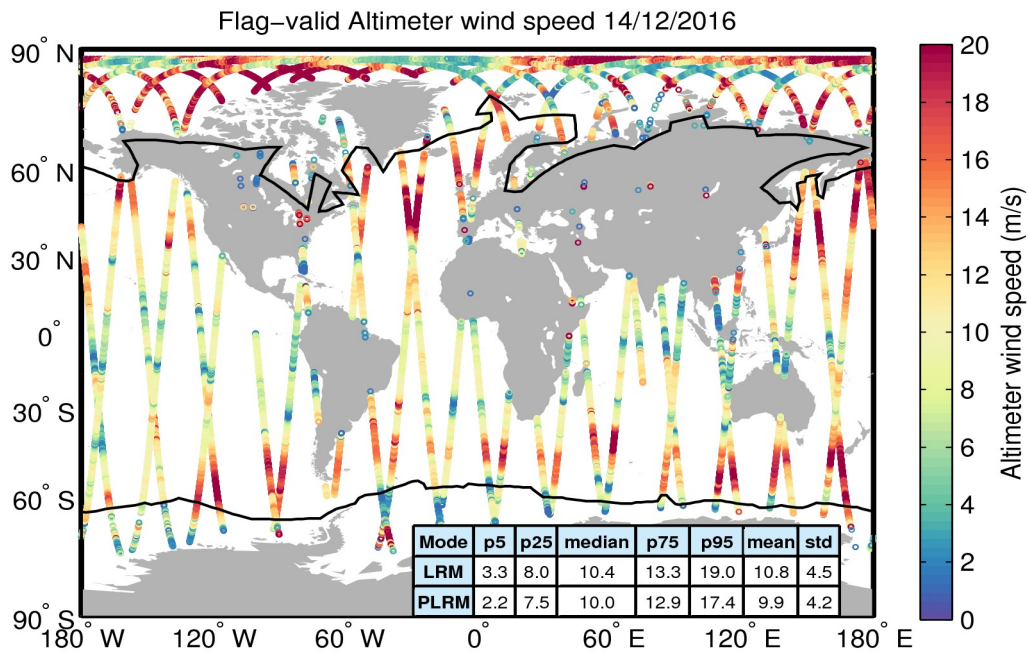 Flag−valid Altimeter wind speed 14/12/2016
90° N
60° N
30° N
0°
30° S
60° S
90° S
180° W
120° W
60° W
0°
60° E
120° E
180° E
Mode p5 p25 median p75 p95 mean std
LRM 3.3 8.0 10.4 13.3 19.0 10.8 4.5
PLRM 2.2 7.5 10.0 12.9 17.4 9.9 4.2
20
18
16
14
12
10
8
6
4
2
0
Altimeter wind speed (m/s)